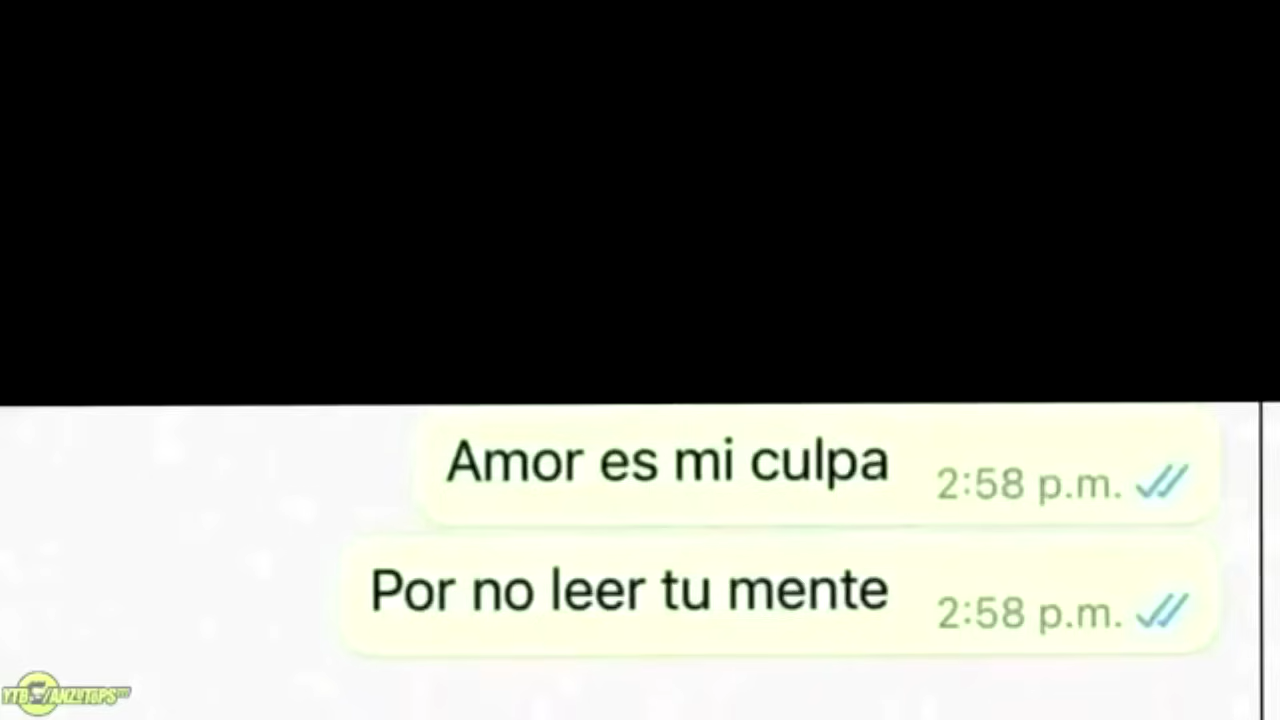 Amor es mi culpa 2:58 p.m.
Por no leer tu mente 2:58 p.m.